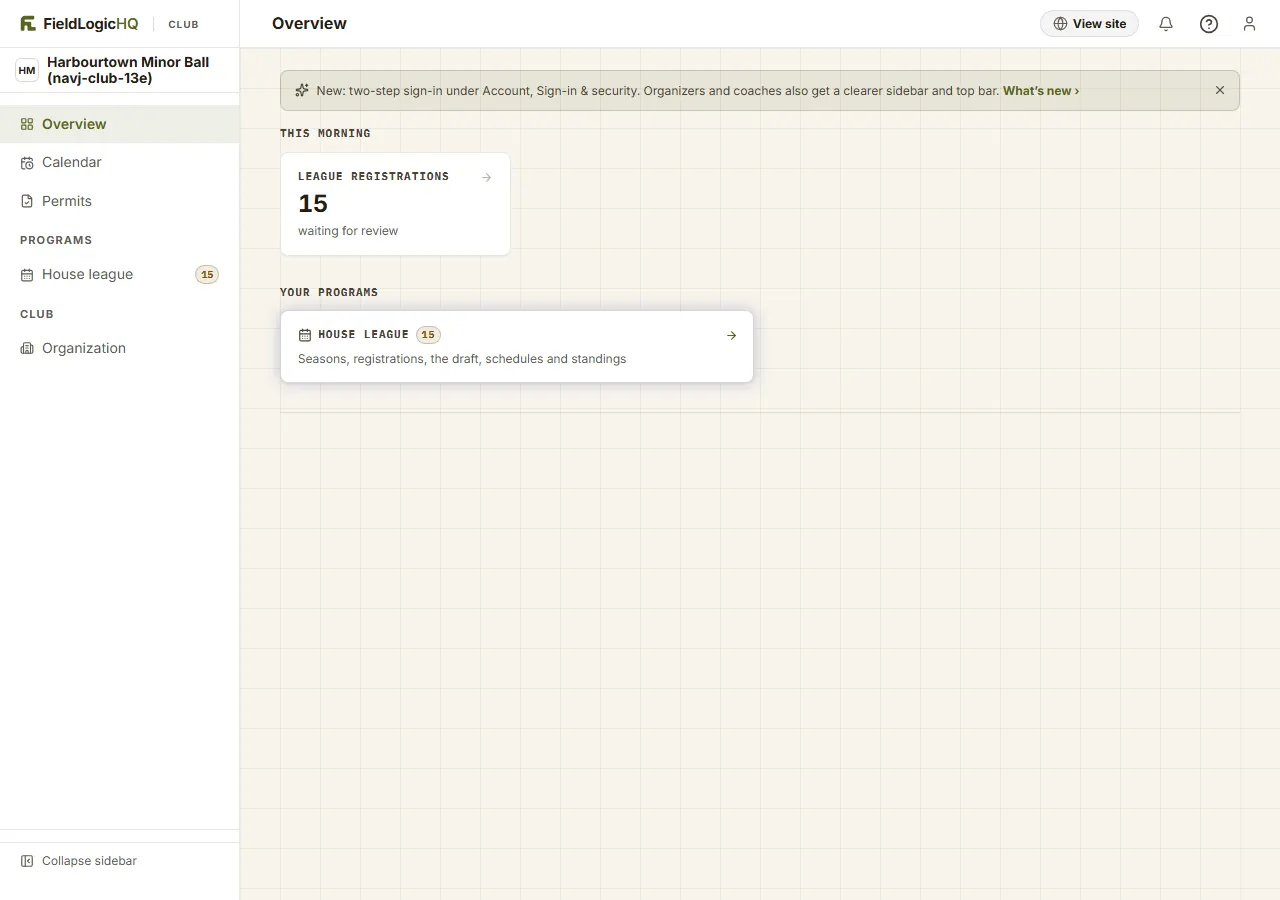 FieldLogicHQ CLUB
Overview
View site
HM
Harbourtown Minor Ball
(navj-club-13e)
Overview
Calendar
Permits
PROGRAMS
House league 15
CLUB
Organization
Collapse sidebar
New: two-step sign-in under Account, Sign-in & security. Organizers and coaches also get a clearer sidebar and top bar. What's new ›
THIS MORNING
LEAGUE REGISTRATIONS
15
waiting for review
YOUR PROGRAMS
HOUSE LEAGUE 15
Seasons, registrations, the draft, schedules and standings